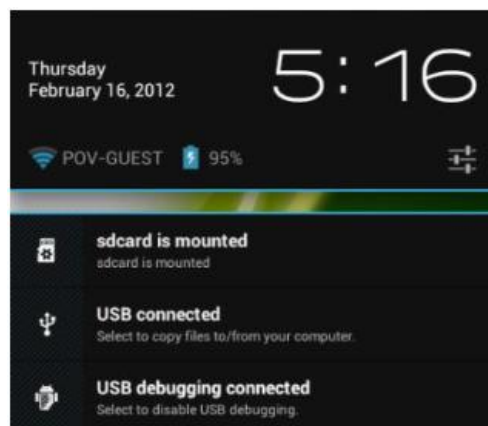 Thursday
February 16, 2012
5:16
POV-GUEST 95%
sdcard is mounted
sdcard is mounted
USB connected
Select to copy files to/from your computer.
USB debugging connected
Select to disable USB debugging.